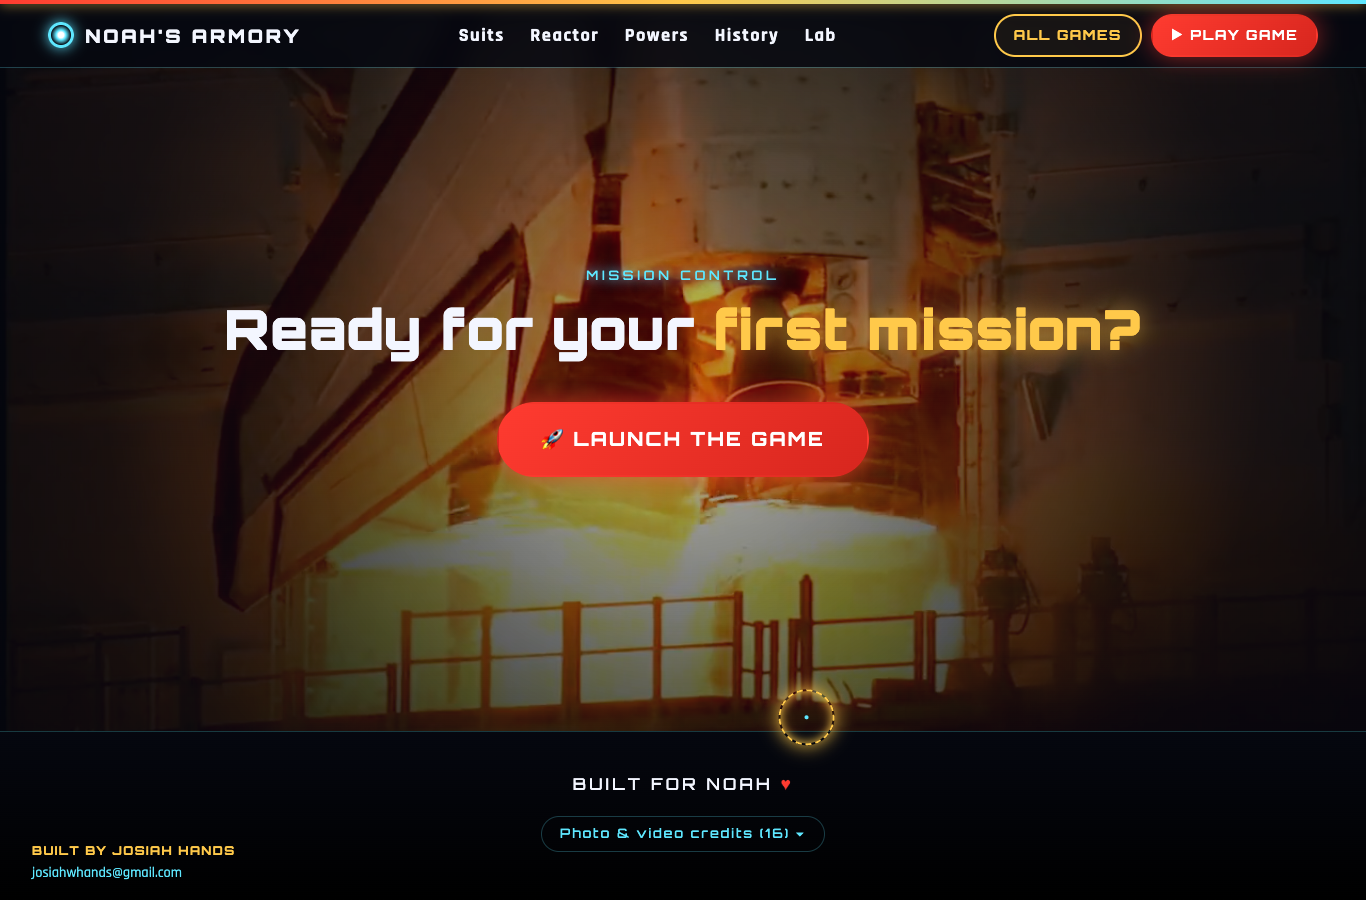 NOAH'S ARMORY
Suits Reactor Powers History Lab
ALL GAMES
▶ PLAY GAME
MISSION CONTROL
Ready for your first mission?
🚀 LAUNCH THE GAME
BUILT FOR NOAH ♥
Photo & video credits (16) ▾
BUILT BY JOSIAH HANDS
josiahwhands@gmail.com